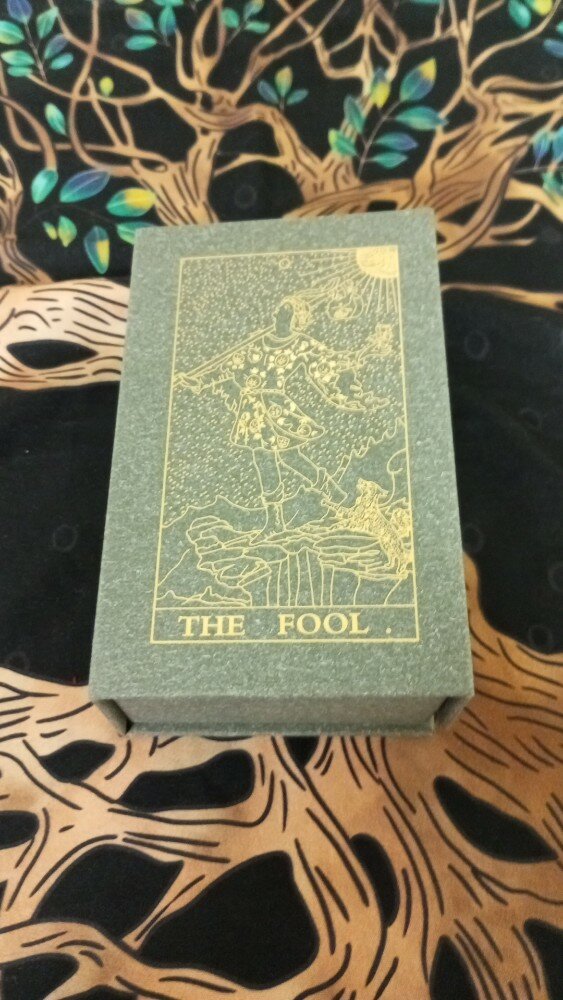 THE FOOL .